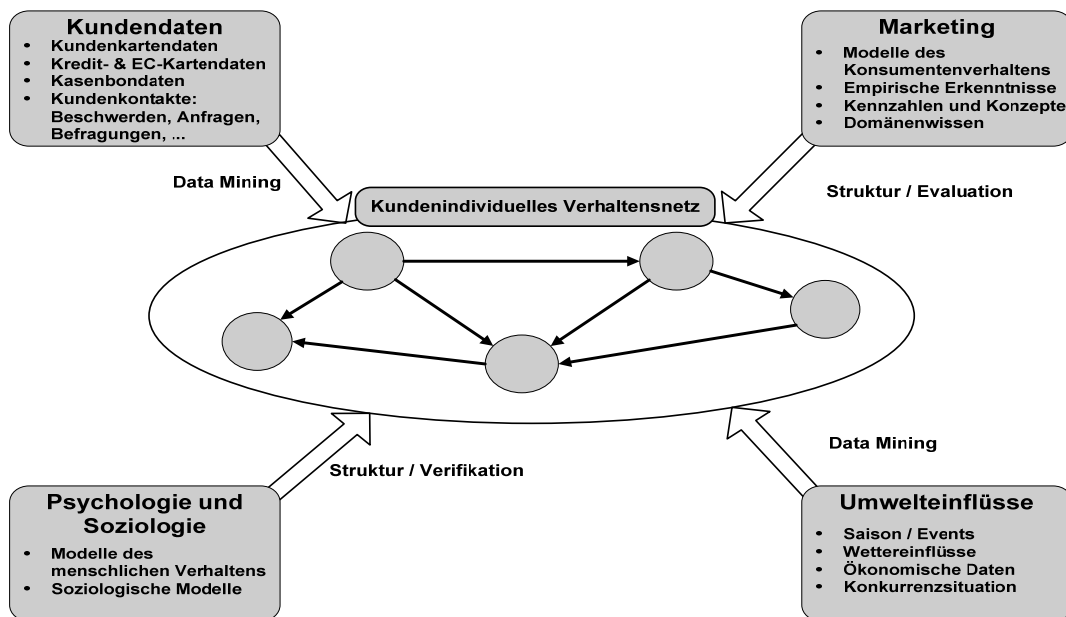 Kundendaten
• Kundenkartendaten
• Kredit- & EC-Kartendaten
• Kasenbondaten
• Kundenkontakte:
Beschwerden, Anfragen,
Befragungen, ...
Marketing
• Modelle des
Konsumentenverhaltens
• Empirische Erkenntnisse
• Kennzahlen und Konzepte
• Domänenwissen
Data Mining
Struktur / Evaluation
Kundenindividuelles Verhaltensnetz
Struktur / Verifikation
Data Mining
Psychologie und
Soziologie
• Modelle des
menschlichen Verhaltens
• Soziologische Modelle
Umwelteinflüsse
• Saison / Events
• Wettereinflüsse
• Ökonomische Daten
• Konkurrenzsituation